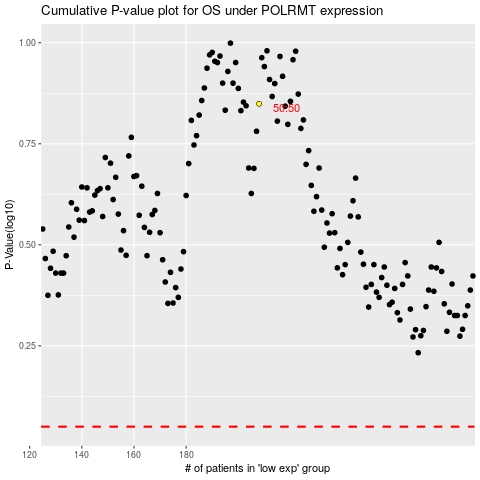 Cumulative P-value plot for OS under POLRMT expression
1.00
0.75
0.50
0.25
P-Value(log10)
50:50
120 140 160 180
# of patients in 'low exp' group